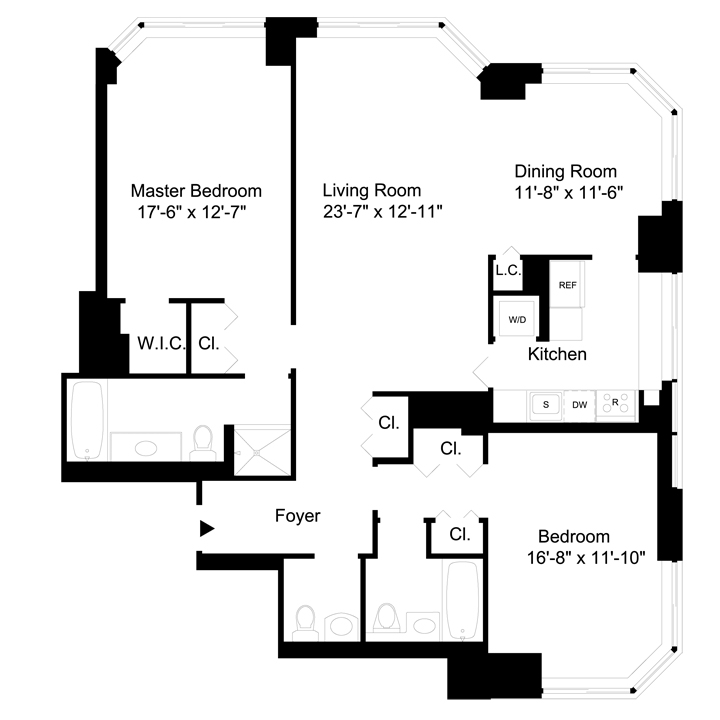 Master Bedroom
17'-6" x 12'-7"
Living Room
23'-7" x 12'-11"
Dining Room
11'-8" x 11'-6"
L.C.
REF
W/D
Kitchen
W.I.C.
Cl.
S
DW
R
Cl.
Cl.
Foyer
Cl.
Bedroom
16'-8" x 11'-10"